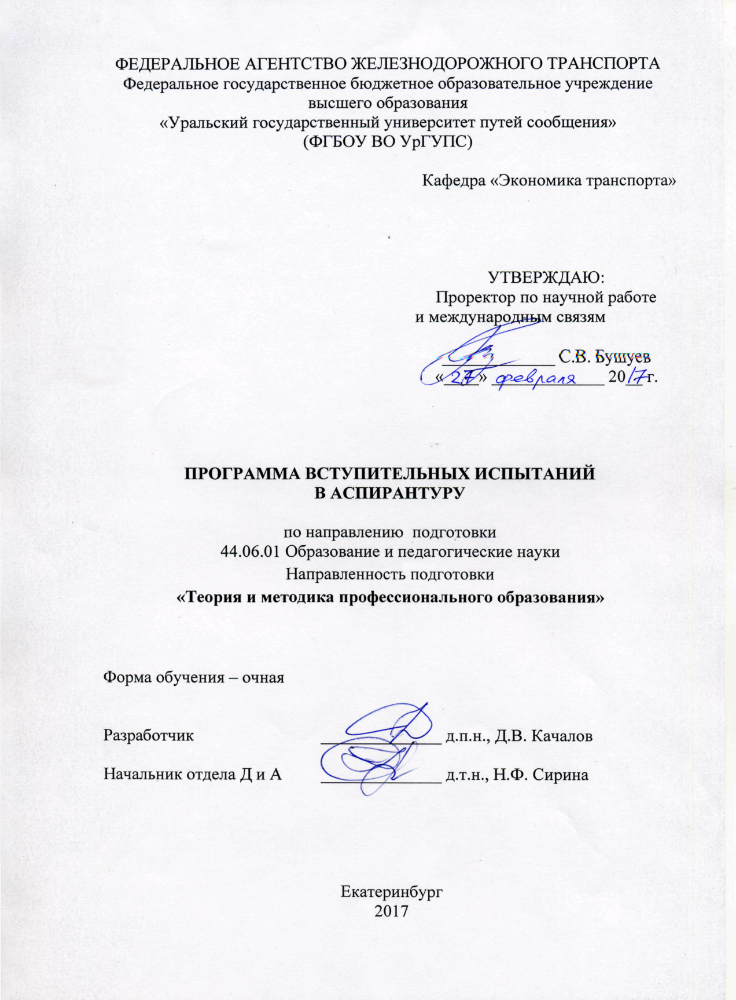 ФЕДЕРАЛЬНОЕ АГЕНТСТВО ЖЕЛЕЗНОДОРОЖНОГО ТРАНСПОРТА
Федеральное государственное бюджетное образовательное учреждение
высшего образования
«Уральский государственный университет путей сообщения»
(ФГБОУ ВО УрГУПС)
Кафедра «Экономика транспорта»
УТВЕРЖДАЮ:
Проректор по научной работе
и международным связям
______________ С.В. Бушуев
«27» февраля 2017 г.
ПРОГРАММА ВСТУПИТЕЛЬНЫХ ИСПЫТАНИЙ
В АСПИРАНТУРУ
по направлению подготовки
44.06.01 Образование и педагогические науки
Направленность подготовки
«Теория и методика профессионального образования»
Форма обучения – очная
Разработчик ______________ д.п.н., Д.В. Качалов
Начальник отдела Д и А ______________ д.т.н., Н.Ф. Сирина
Екатеринбург
2017